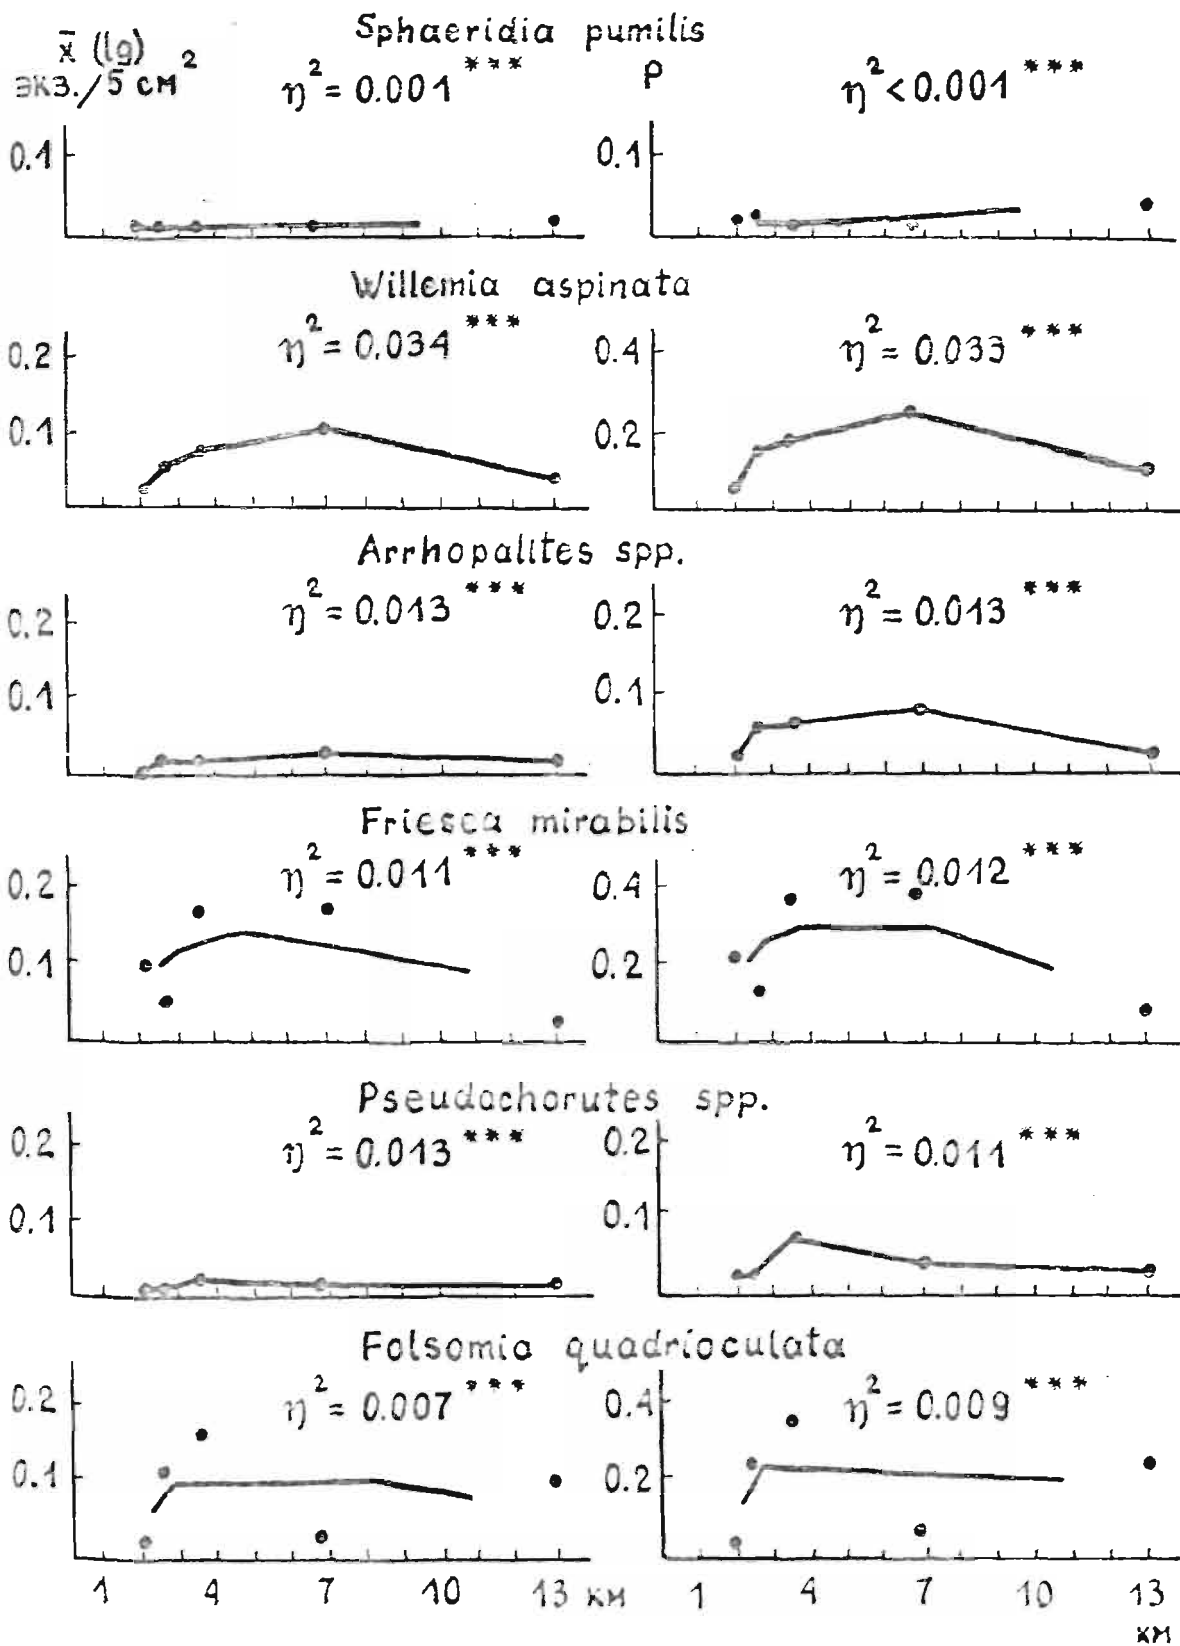 Sphaeridia pumilis
x̄ (lg)
экз./5 см²
η² = 0.001 ***
P
η² < 0.001 ***
0.1
0.1
Willemia aspinata
η² = 0.034 ***
η² = 0.033 ***
0.2
0.1
0.4
0.2
Arrhopalites spp.
η² = 0.013 ***
η² = 0.013 ***
0.2
0.1
0.2
0.1
Friesea mirabilis
η² = 0.011 ***
η² = 0.012 ***
0.2
0.1
0.4
0.2
Pseudachorutes spp.
η² = 0.013 ***
η² = 0.011 ***
0.2
0.1
0.2
0.1
Folsomia quadrioculata
η² = 0.007 ***
η² = 0.009 ***
0.2
0.1
0.4
0.2
1 4 7 10 13 км
1 4 7 10 13
км